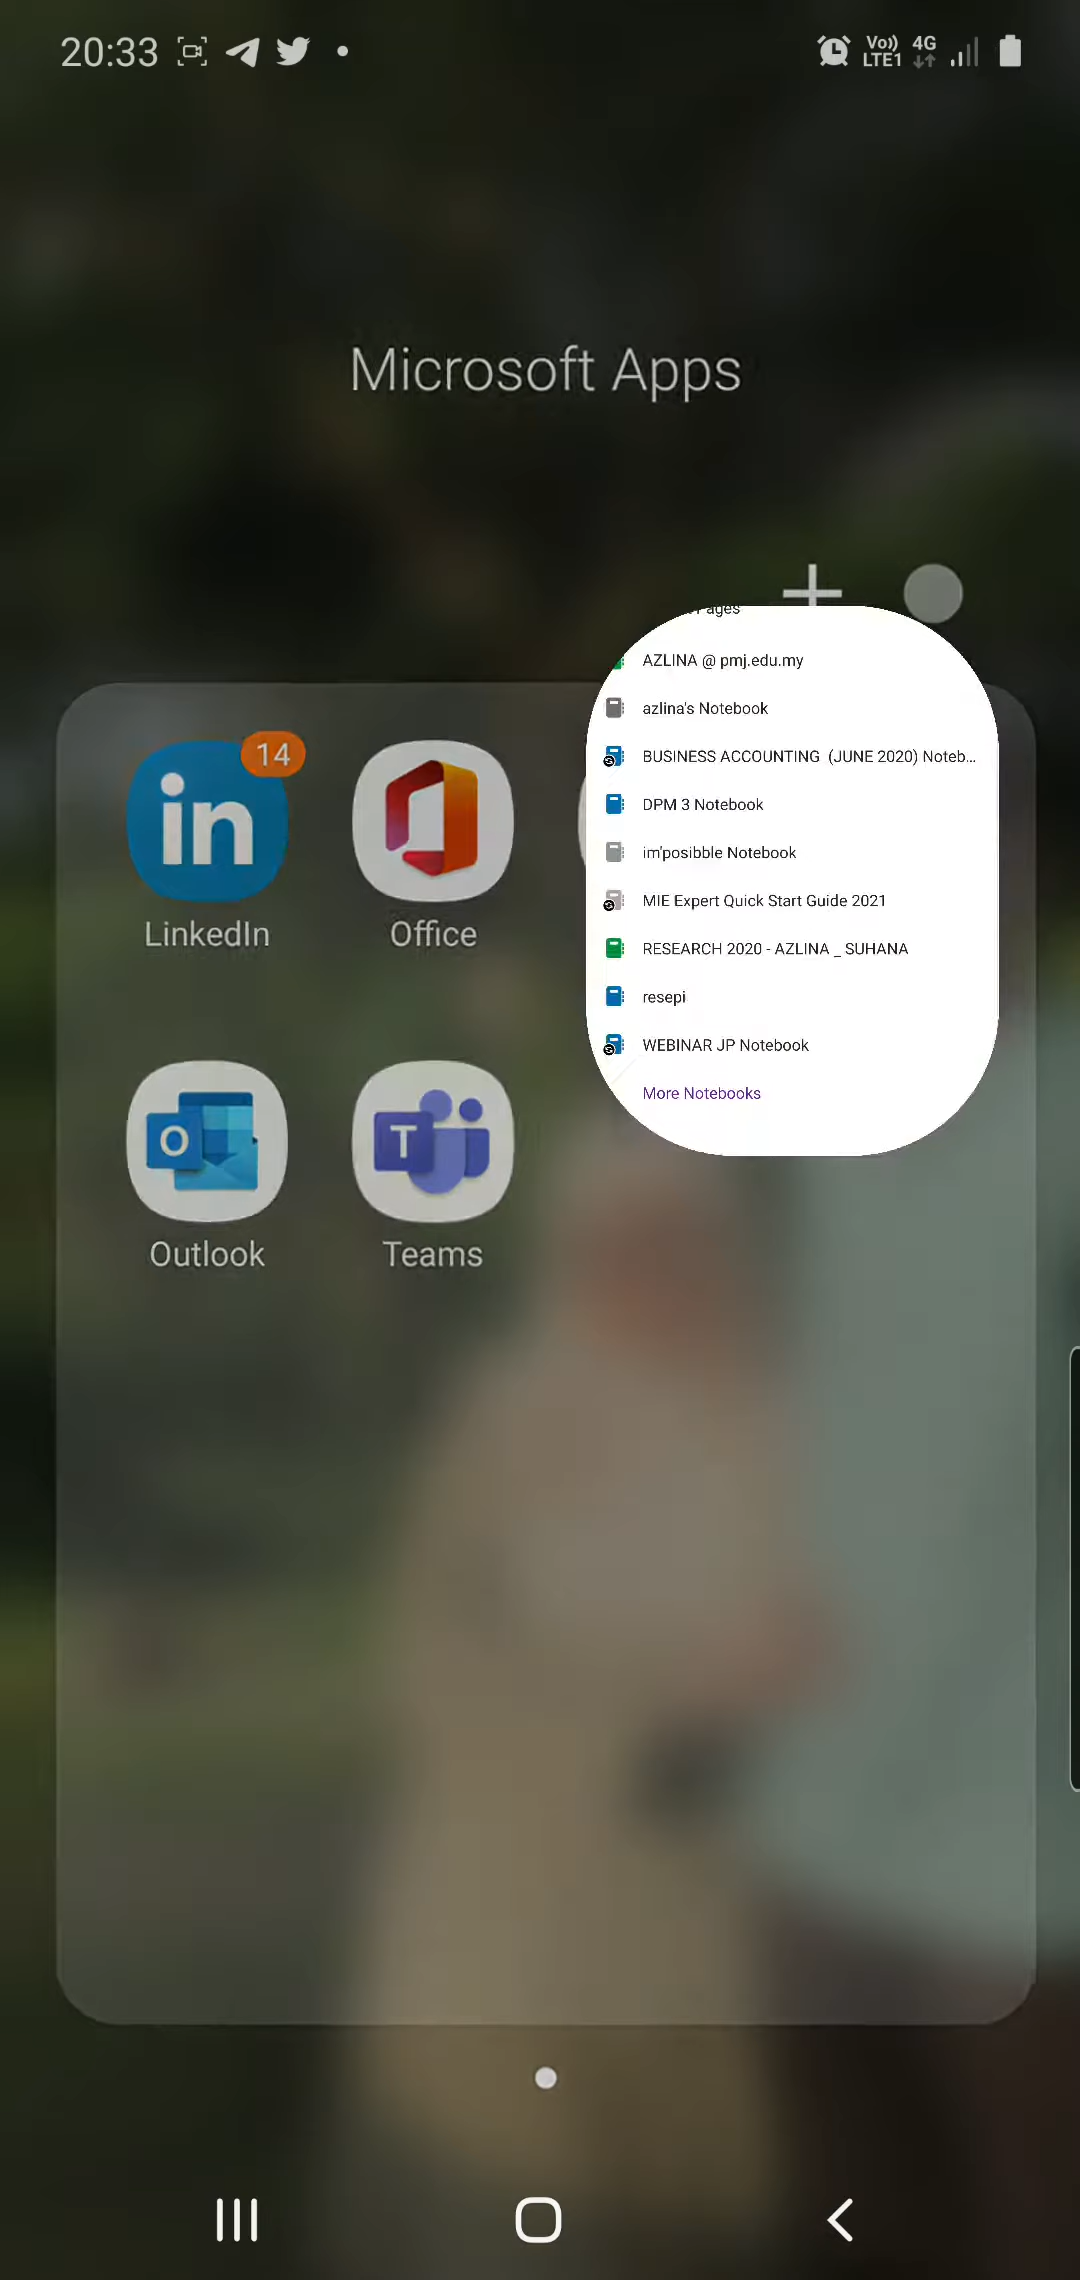 20:33
Vo)) LTE1 4G
Microsoft Apps
Pages
AZLINA @ pmj.edu.my
azlina's Notebook
BUSINESS ACCOUNTING (JUNE 2020) Noteb...
DPM 3 Notebook
im'posibble Notebook
MIE Expert Quick Start Guide 2021
RESEARCH 2020 - AZLINA _ SUHANA
resepi
WEBINAR JP Notebook
More Notebooks
14
in
LinkedIn
Office
O
T
Outlook
Teams